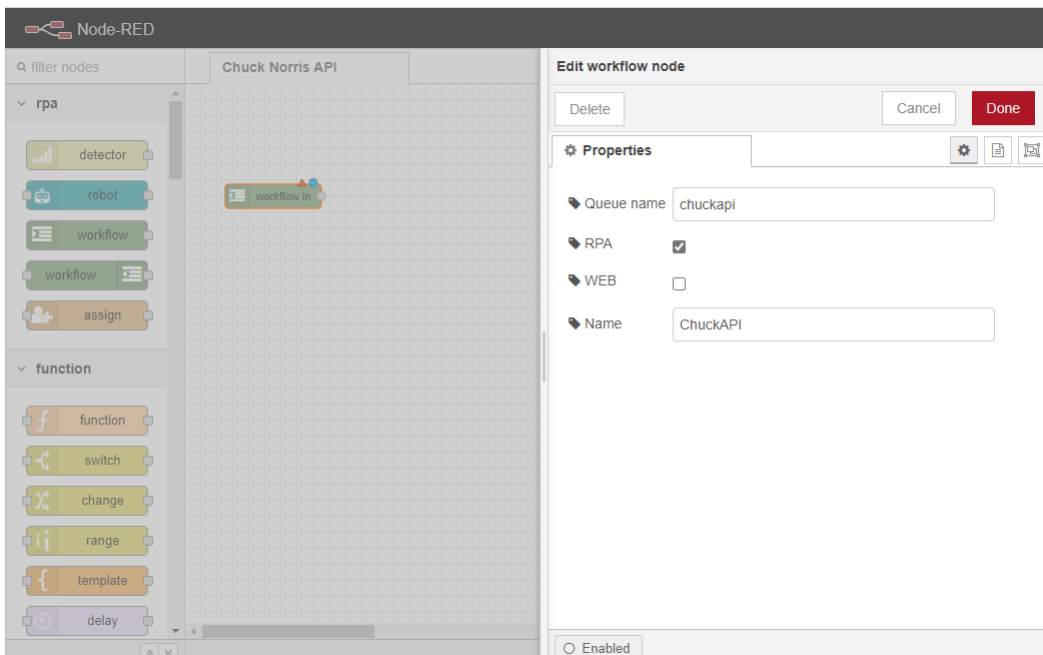 Node-RED
filter nodes
Chuck Norris API
Edit workflow node
Delete
Cancel
Done
Properties
rpa
detector
robot
workflow
workflow
assign
function
function
switch
change
range
template
delay
workflow in
Queue name chuckapi
RPA
WEB
Name ChuckAPI
Enabled